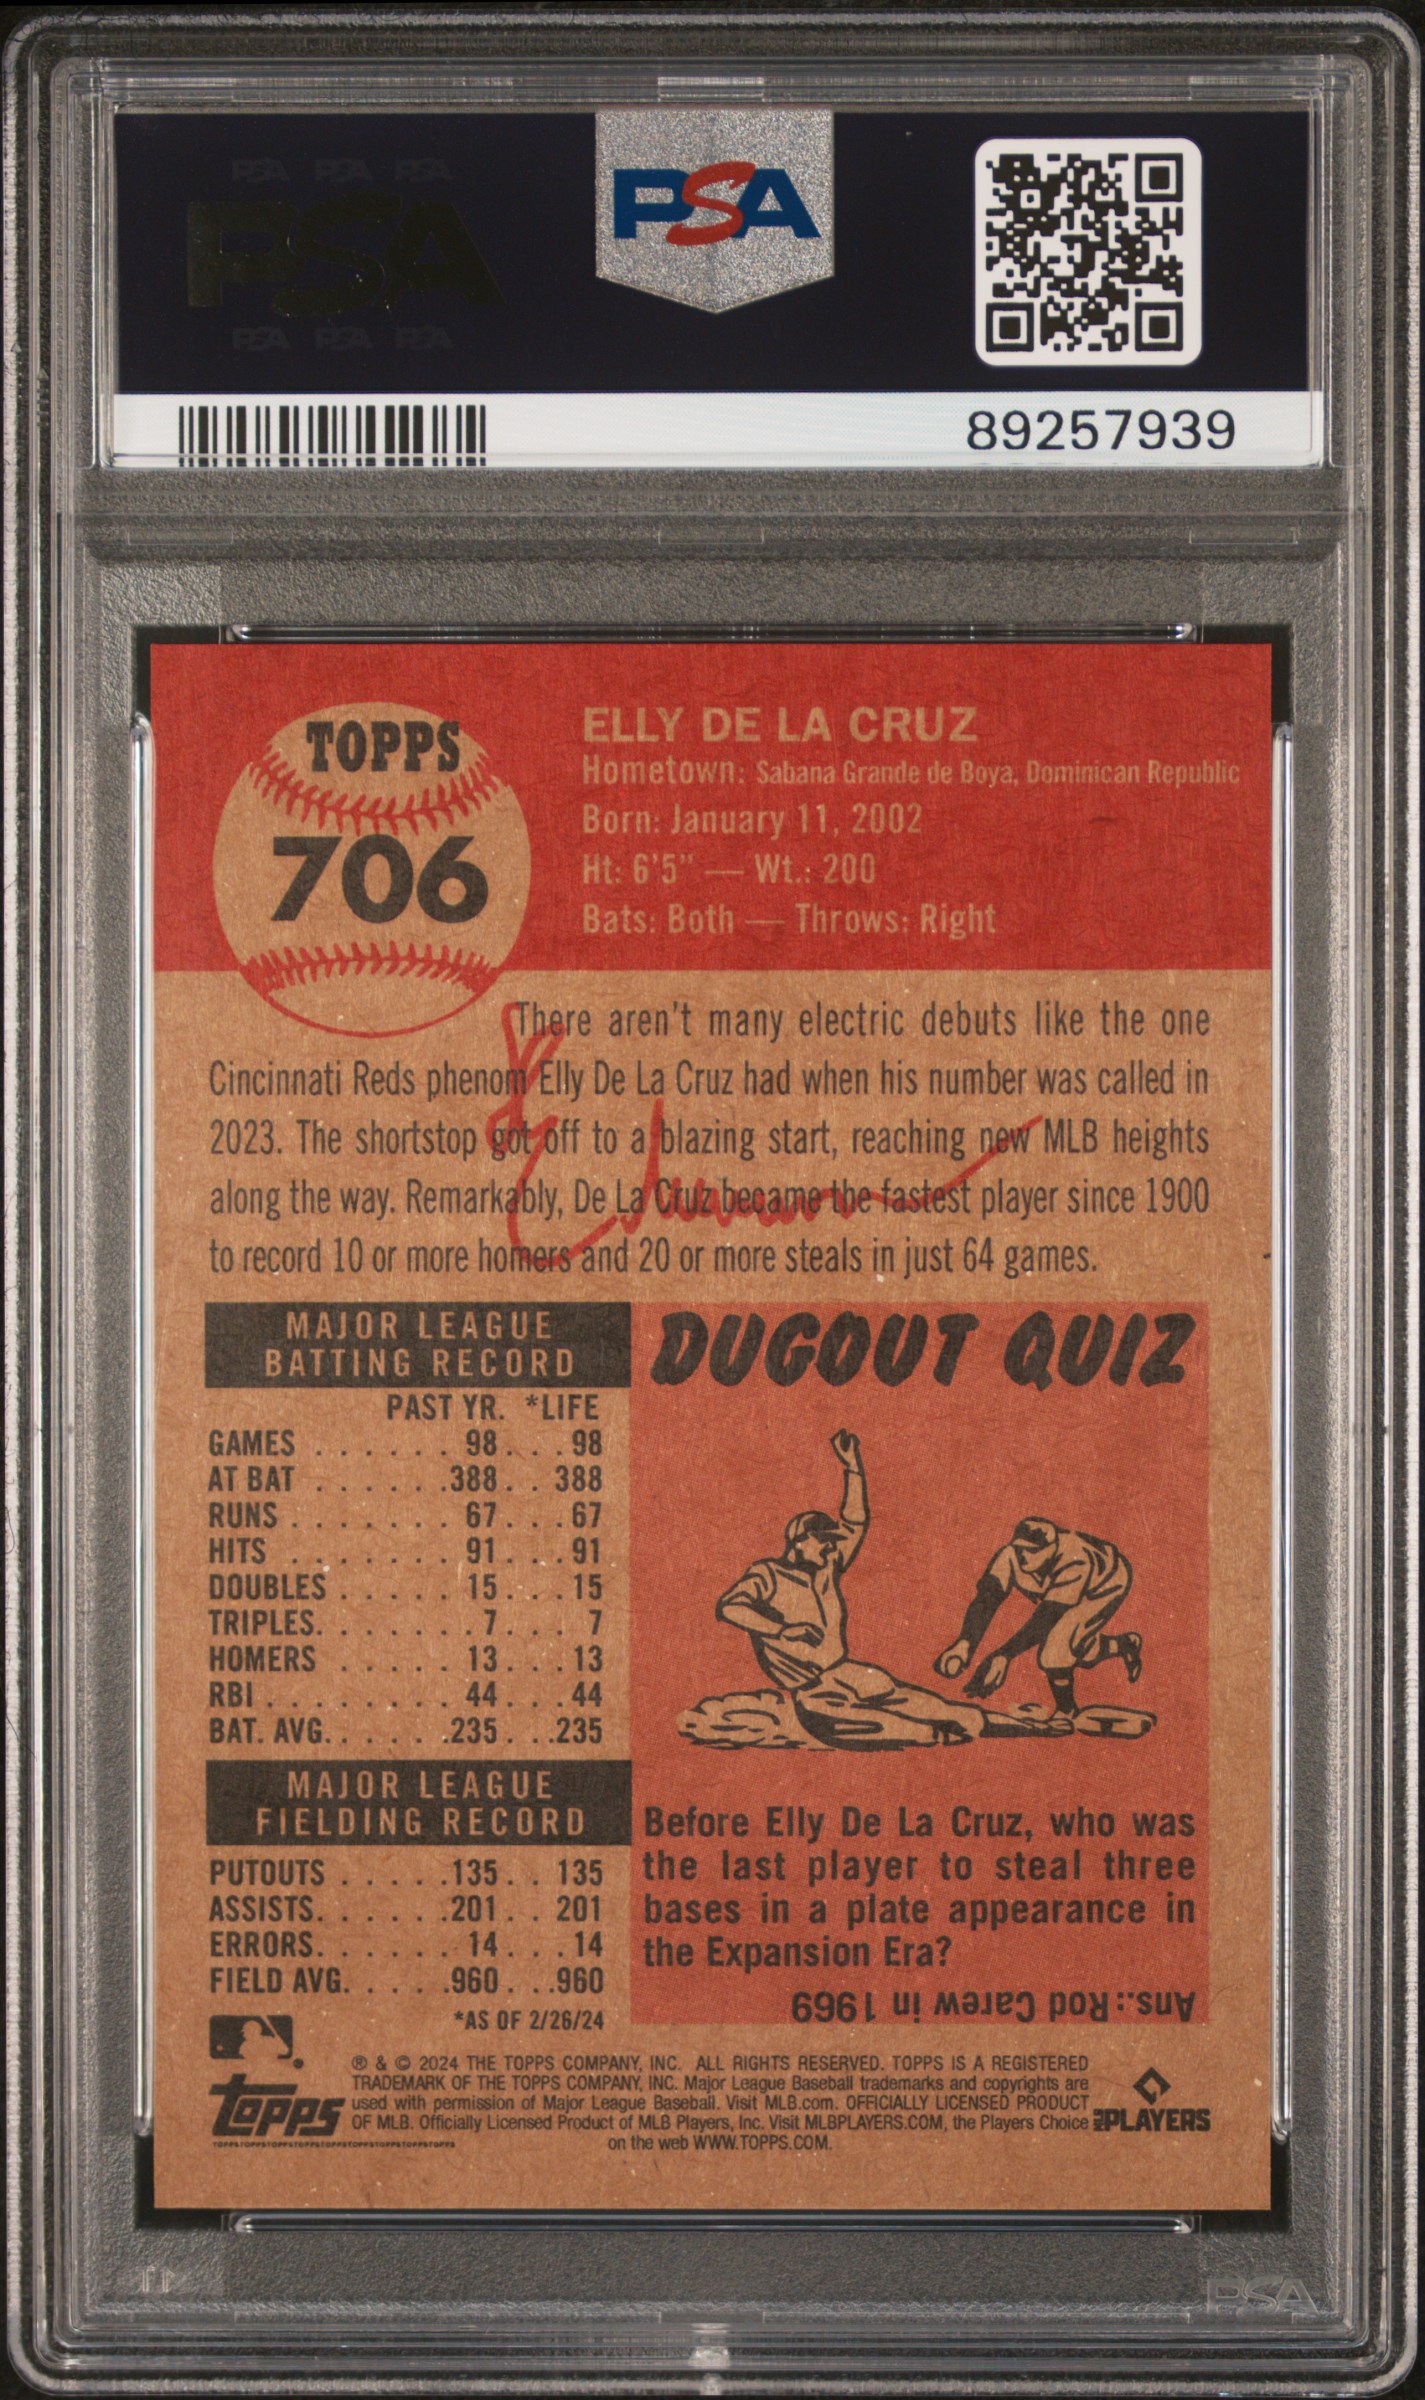 PSA PSA PSA
PSA
PSA PSA PSA
PSA
89257939
TOPPS
706
ELLY DE LA CRUZ
Hometown: Sabana Grande de Boya, Dominican Republic
Born: January 11, 2002
Ht: 6'5" — Wt.: 200
Bats: Both — Throws: Right
There aren't many electric debuts like the one
Cincinnati Reds phenom Elly De La Cruz had when his number was called in
2023. The shortstop got off to a blazing start, reaching new MLB heights
along the way. Remarkably, De La Cruz became the fastest player since 1900
to record 10 or more homers and 20 or more steals in just 64 games.
MAJOR LEAGUE
BATTING RECORD
PAST YR. *LIFE
GAMES . . . . . . 98 . . . 98
AT BAT . . . . . . 388 . . 388
RUNS . . . . . . . 67 . . . 67
HITS . . . . . . . 91 . . . 91
DOUBLES . . . . . 15 . . . 15
TRIPLES. . . . . . . 7 . . . 7
HOMERS . . . . . 13 . . . 13
RBI . . . . . . . . 44 . . . 44
BAT. AVG. . . . . .235 . . .235
MAJOR LEAGUE
FIELDING RECORD
PUTOUTS . . . . . 135 . . 135
ASSISTS. . . . . . 201 . . 201
ERRORS. . . . . . 14 . . . 14
FIELD AVG. . . . . .960 . . .960
*AS OF 2/26/24
DUGOUT QUIZ
Before Elly De La Cruz, who was
the last player to steal three
bases in a plate appearance in
the Expansion Era?
Ans.: Rod Carew in 1969
® & © 2024 THE TOPPS COMPANY, INC. ALL RIGHTS RESERVED. TOPPS IS A REGISTERED
TRADEMARK OF THE TOPPS COMPANY, INC. Major League Baseball trademarks and copyrights are
used with permission of Major League Baseball. Visit MLB.com. OFFICIALLY LICENSED PRODUCT
OF MLB. Officially Licensed Product of MLB Players, Inc. Visit MLBPLAYERS.COM, the Players Choice
on the web WWW.TOPPS.COM.
topps
MLB PLAYERS
PSA